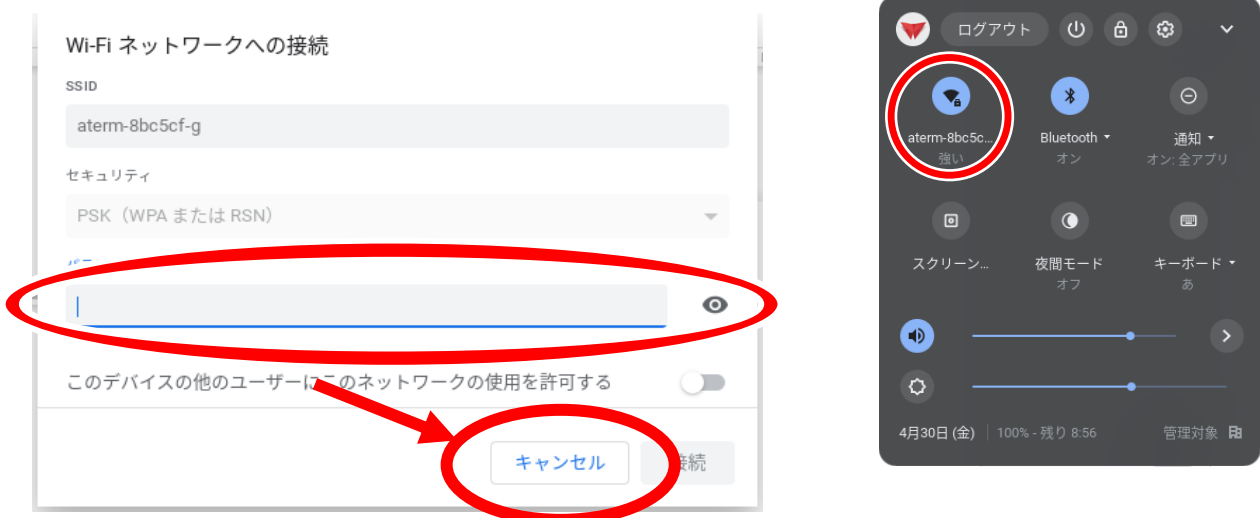 Wi-Fi ネットワークへの接続
SSID
aterm-8bc5cf-g
セキュリティ
PSK（WPA または RSN）
このデバイスの他のユーザーにこのネットワークの使用を許可する
キャンセル
接続
ログアウト
aterm-8bc5c...
強い
Bluetooth
オン
通知
オン: 全アプリ
スクリーン...
夜間モード
オフ
キーボード
あ
4月30日 (金)
100% - 残り 8:56
管理対象